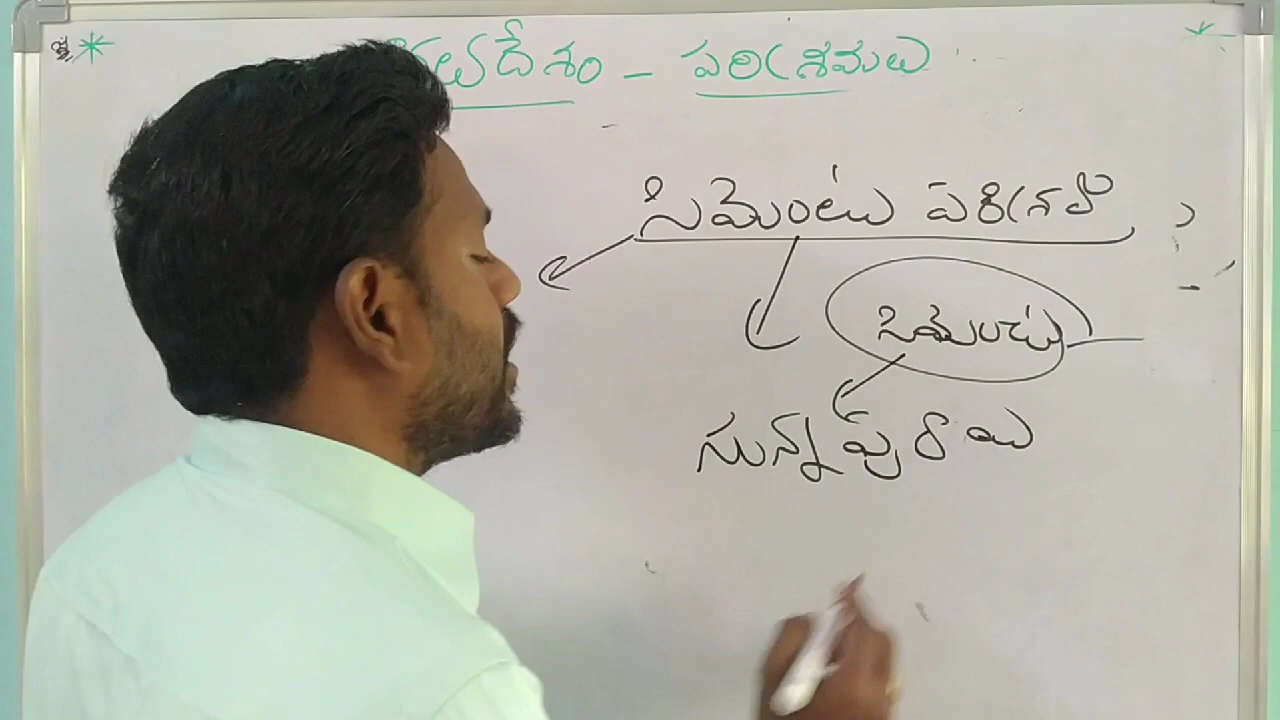 దేశం - పరిశ్రమలు
సిమెంటు పరిశ్రమ ?
సిమెంటు
సున్నపురాయి